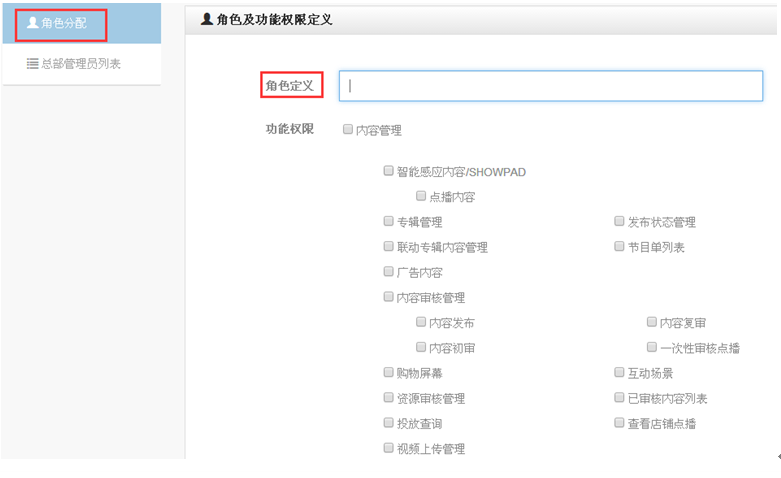 角色分配
总部管理员列表
角色及功能权限定义
角色定义
功能权限 内容管理
智能感应内容/SHOWPAD
点播内容
专辑管理 发布状态管理
联动专辑内容管理 节目单列表
广告内容
内容审核管理
内容发布 内容复审
内容初审 一次性审核点播
购物屏幕 互动场景
资源审核管理 已审核内容列表
投放查询 查看店铺点播
视频上传管理